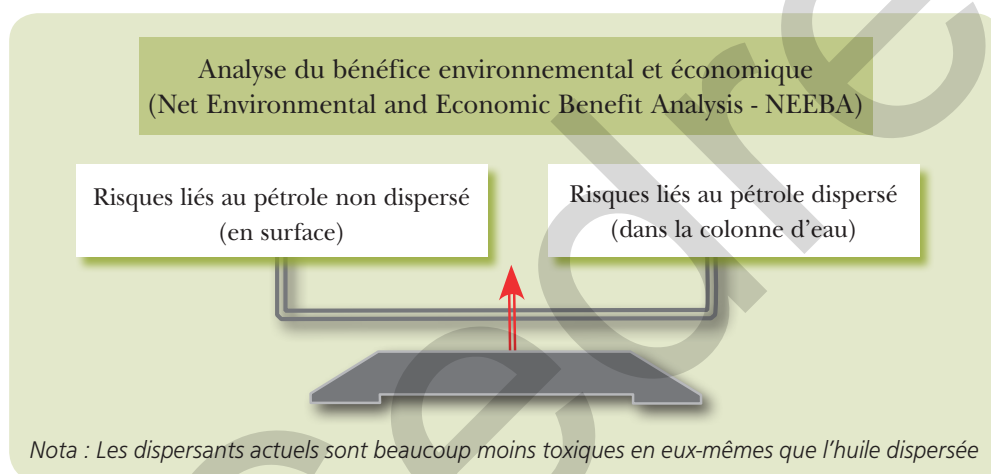 Analyse du bénéfice environnemental et économique
(Net Environmental and Economic Benefit Analysis - NEEBA)
Risques liés au pétrole non dispersé
(en surface)
Risques liés au pétrole dispersé
(dans la colonne d'eau)
Nota : Les dispersants actuels sont beaucoup moins toxiques en eux-mêmes que l'huile dispersée
cedre